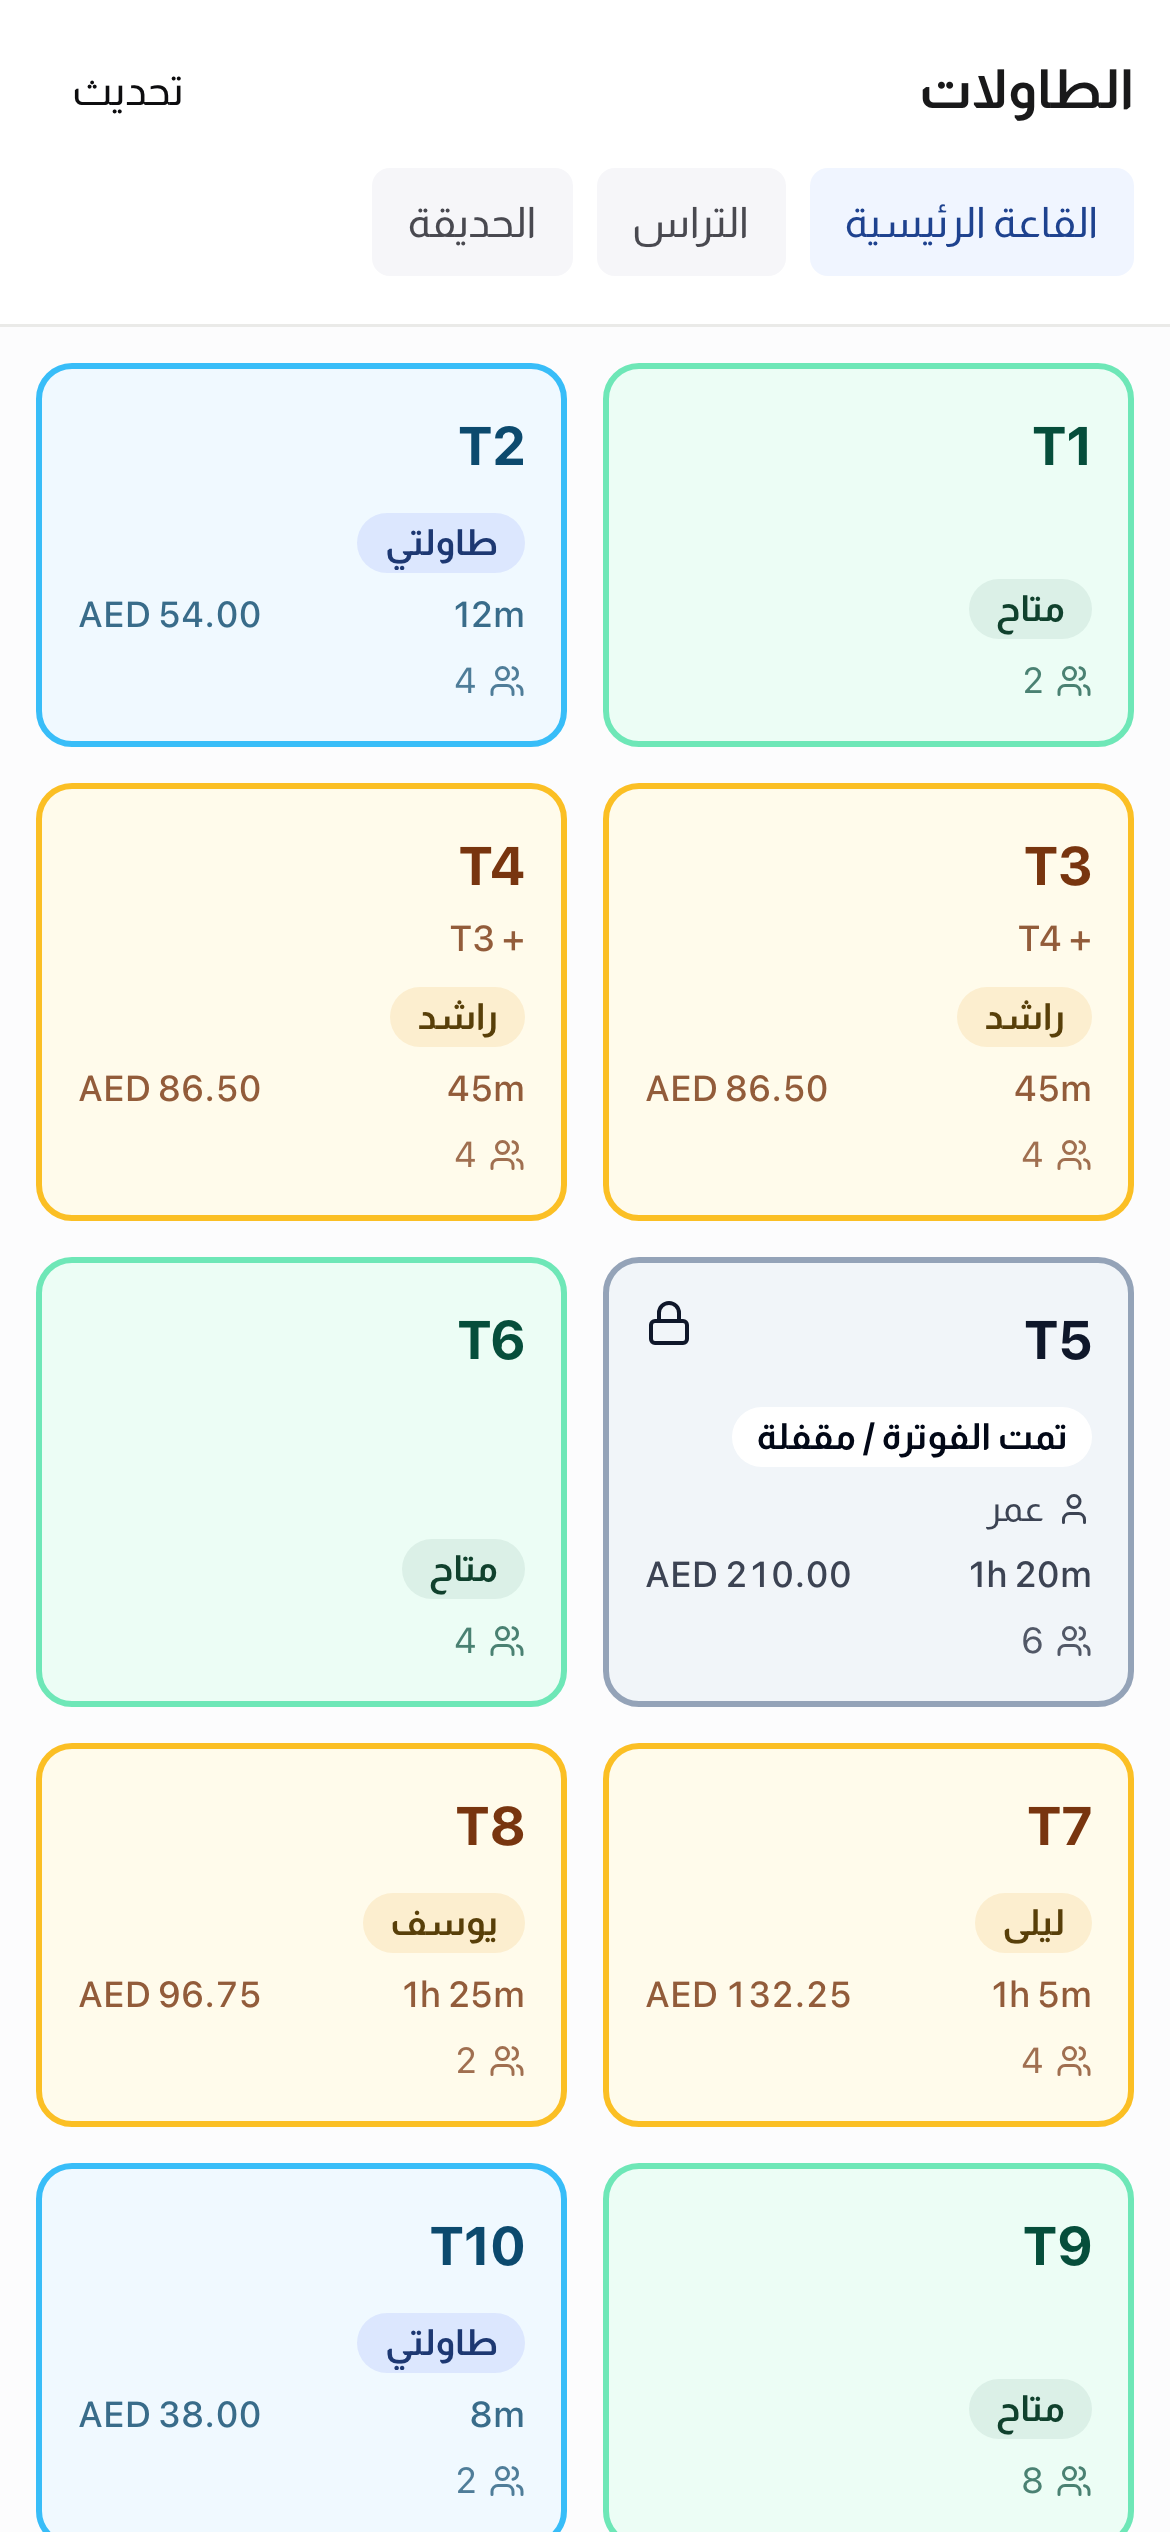 الطاولات
تحديث
القاعة الرئيسية
التراس
الحديقة
T1
متاح
2
T2
طاولتي
12m AED 54.00
4
T3
T4 +
راشد
45m AED 86.50
4
T4
T3 +
راشد
45m AED 86.50
4
T5
تمت الفوترة / مقفلة
عمر
1h 20m AED 210.00
6
T6
متاح
4
T7
ليلى
1h 5m AED 132.25
4
T8
يوسف
1h 25m AED 96.75
2
T9
متاح
8
T10
طاولتي
8m AED 38.00
2